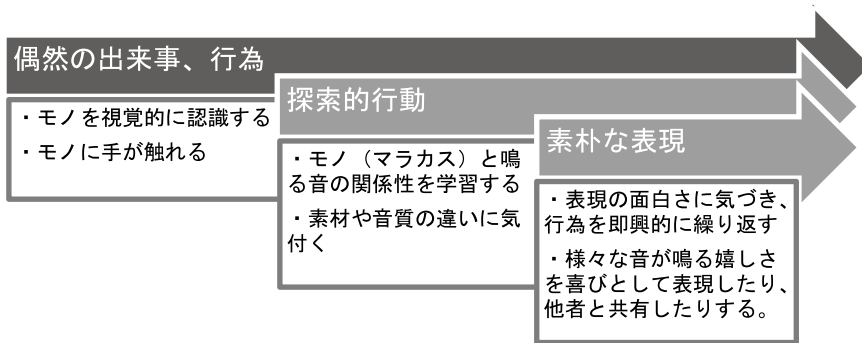 偶然の出来事、行為
・モノを視覚的に認識する
・モノに手が触れる
探索的行動
・モノ（マラカス）と鳴
る音の関係性を学習する
・素材や音質の違いに気
付く
素朴な表現
・表現の面白さに気づき、
行為を即興的に繰り返す
・様々な音が鳴る嬉しさ
を喜びとして表現したり、
他者と共有したりする。